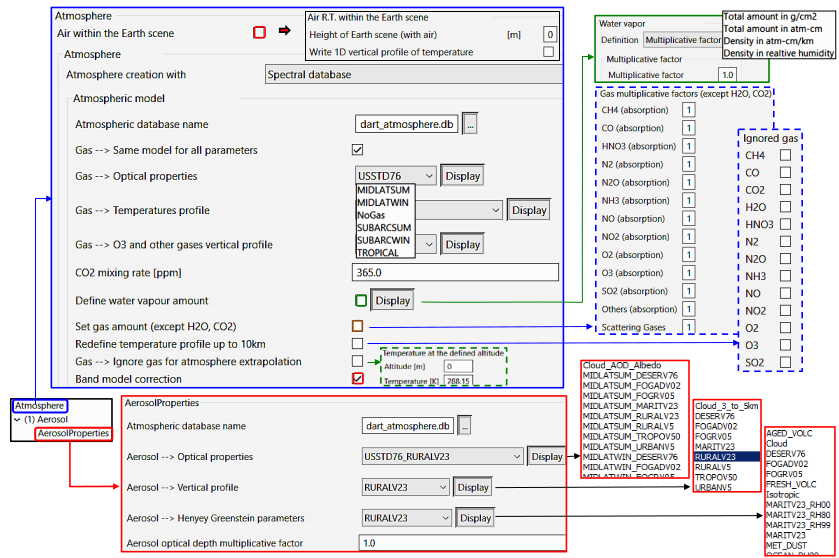 Atmosphere
Air within the Earth scene
Air R.T. within the Earth scene
Height of Earth scene (with air) [m] 0
Write 1D vertical profile of temperature
Atmosphere
Atmosphere creation with Spectral database
Atmospheric model
Atmospheric database name dart_atmosphere.db ...
Gas --> Same model for all parameters
Gas --> Optical properties USSTD76 Display
MIDLATSUM
MIDLATWIN
NoGas
SUBARCSUM
SUBARCWIN
TROPICAL
Gas --> Temperatures profile Display
Gas --> O3 and other gases vertical profile Display
CO2 mixing rate [ppm] 365.0
Define water vapour amount Display
Set gas amount (except H2O, CO2)
Redefine temperature profile up to 10km
Gas --> Ignore gas for atmosphere extrapolation
Band model correction
Temperature at the defined altitude
Altitude [m] 0
Temperature [K] 288.15
Water vapor
Definition Multiplicative factor
Total amount in g/cm2
Total amount in atm-cm
Density in atm-cm/km
Density in realtive humidity
Multiplicative factor
Multiplicative factor 1.0
Gas multiplicative factors (except H2O, CO2)
CH4 (absorption) 1
CO (absorption) 1
HNO3 (absorption) 1
N2 (absorption) 1
N2O (absorption) 1
NH3 (absorption) 1
NO (absorption) 1
NO2 (absorption) 1
O2 (absorption) 1
O3 (absorption) 1
SO2 (absorption) 1
Others (absorption) 1
Scattering Gases 1
Ignored gas
CH4
CO
CO2
H2O
HNO3
N2
N2O
NH3
NO
NO2
O2
O3
SO2
Atmosphere
(1) Aerosol
AerosolProperties
AerosolProperties
Atmospheric database name dart_atmosphere.db ...
Aerosol --> Optical properties USSTD76_RURALV23 Display
Aerosol --> Vertical profile RURALV23 Display
Aerosol --> Henyey Greenstein parameters RURALV23 Display
Aerosol optical depth multiplicative factor 1.0
Cloud_AOD_Albedo
MIDLATSUM_DESERV76
MIDLATSUM_FOGADV02
MIDLATSUM_FOGRV05
MIDLATSUM_MARITV23
MIDLATSUM_RURALV23
MIDLATSUM_RURALV5
MIDLATSUM_TROPOV50
MIDLATSUM_URBANV5
MIDLATWIN_DESERV76
MIDLATWIN_FOGADV02
MIDLATWIN_FOGRV05
Cloud_3_to_5km
DESERV76
FOGADV02
FOGRV05
MARITV23
RURALV23
RURALV5
TROPOV50
URBANV5
AGED_VOLC
Cloud
DESERV76
FOGADV02
FOGRV05
FRESH_VOLC
Isotropic
MARITV23_RH00
MARITV23_RH80
MARITV23_RH99
MARITV23
MET_DUST
OCEAN_RH00